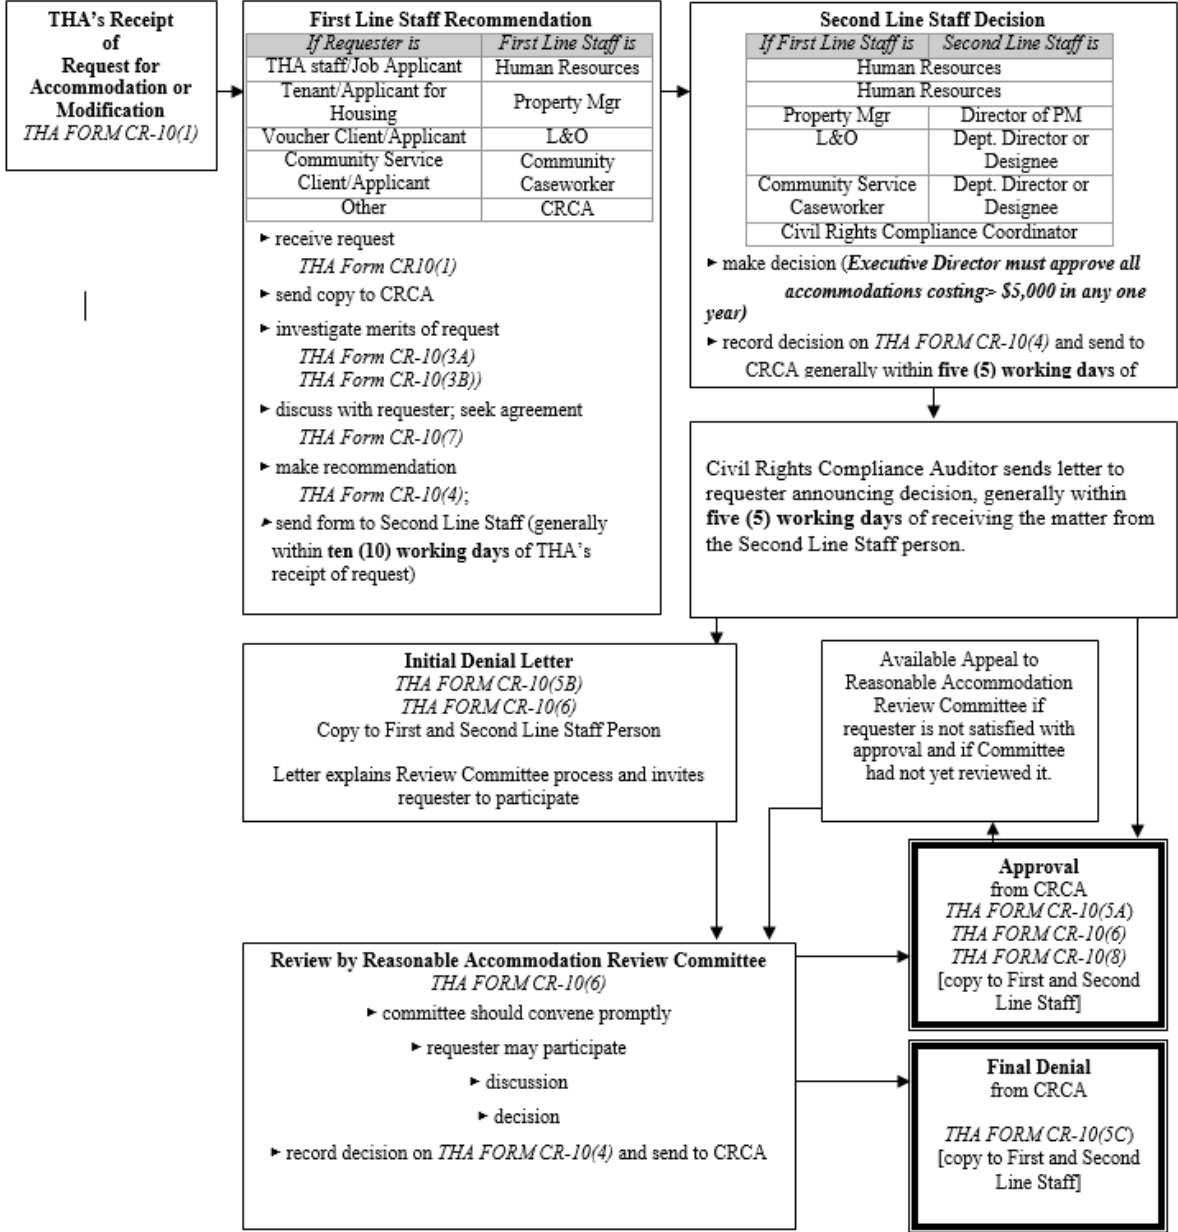 THA's Receipt
of
Request for
Accommodation or
Modification
THA FORM CR-10(1)
First Line Staff Recommendation
If Requester is First Line Staff is
THA staff/Job Applicant Human Resources
Tenant/Applicant for Housing Property Mgr
Voucher Client/Applicant L&O
Community Service Client/Applicant Community Caseworker
Other CRCA
► receive request
THA Form CR10(1)
► send copy to CRCA
► investigate merits of request
THA Form CR-10(3A)
THA Form CR-10(3B))
► discuss with requester; seek agreement
THA Form CR-10(7)
► make recommendation
THA Form CR-10(4);
► send form to Second Line Staff (generally
within ten (10) working days of THA's
receipt of request)
Second Line Staff Decision
If First Line Staff is Second Line Staff is
Human Resources
Human Resources
Property Mgr Director of PM
L&O Dept. Director or Designee
Community Service Caseworker Dept. Director or Designee
Civil Rights Compliance Coordinator
► make decision (Executive Director must approve all
accommodations costing> $5,000 in any one
year)
► record decision on THA FORM CR-10(4) and send to
CRCA generally within five (5) working days of
Civil Rights Compliance Auditor sends letter to
requester announcing decision, generally within
five (5) working days of receiving the matter from
the Second Line Staff person.
Initial Denial Letter
THA FORM CR-10(5B)
THA FORM CR-10(6)
Copy to First and Second Line Staff Person
Letter explains Review Committee process and invites
requester to participate
Available Appeal to
Reasonable Accommodation
Review Committee if
requester is not satisfied with
approval and if Committee
had not yet reviewed it.
Approval
from CRCA
THA FORM CR-10(5A)
THA FORM CR-10(6)
THA FORM CR-10(8)
[copy to First and Second
Line Staff]
Review by Reasonable Accommodation Review Committee
THA FORM CR-10(6)
► committee should convene promptly
► requester may participate
► discussion
► decision
► record decision on THA FORM CR-10(4) and send to CRCA
Final Denial
from CRCA
THA FORM CR-10(5C)
[copy to First and Second
Line Staff]